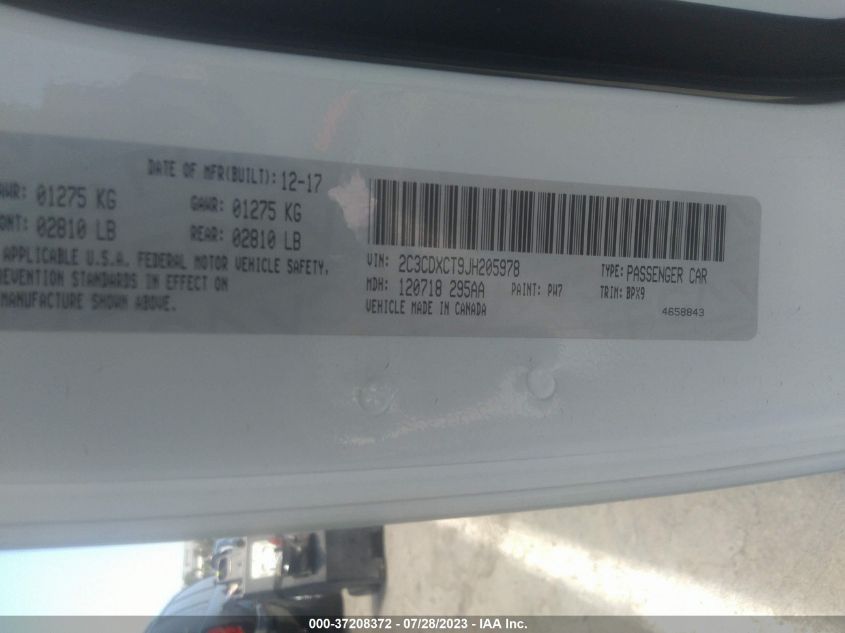 DATE OF MFR(BUILT): 12-17
GAWR: 01275 KG
02810 LB
GAWR: 01275 KG
REAR: 02810 LB
APPLICABLE U.S.A. FEDERAL MOTOR VEHICLE SAFETY,
STANDARDS IN EFFECT ON
MANUFACTURE SHOWN ABOVE.
VIN: 2C3CDXCT9JH205978
TYPE: PASSENGER CAR
MDH: 120718 295AA
PAINT: PW7
TRIM: BPX9
VEHICLE MADE IN CANADA
4658843
000-37208372 / 07/28/2023 / Copyright © IAA, Inc.